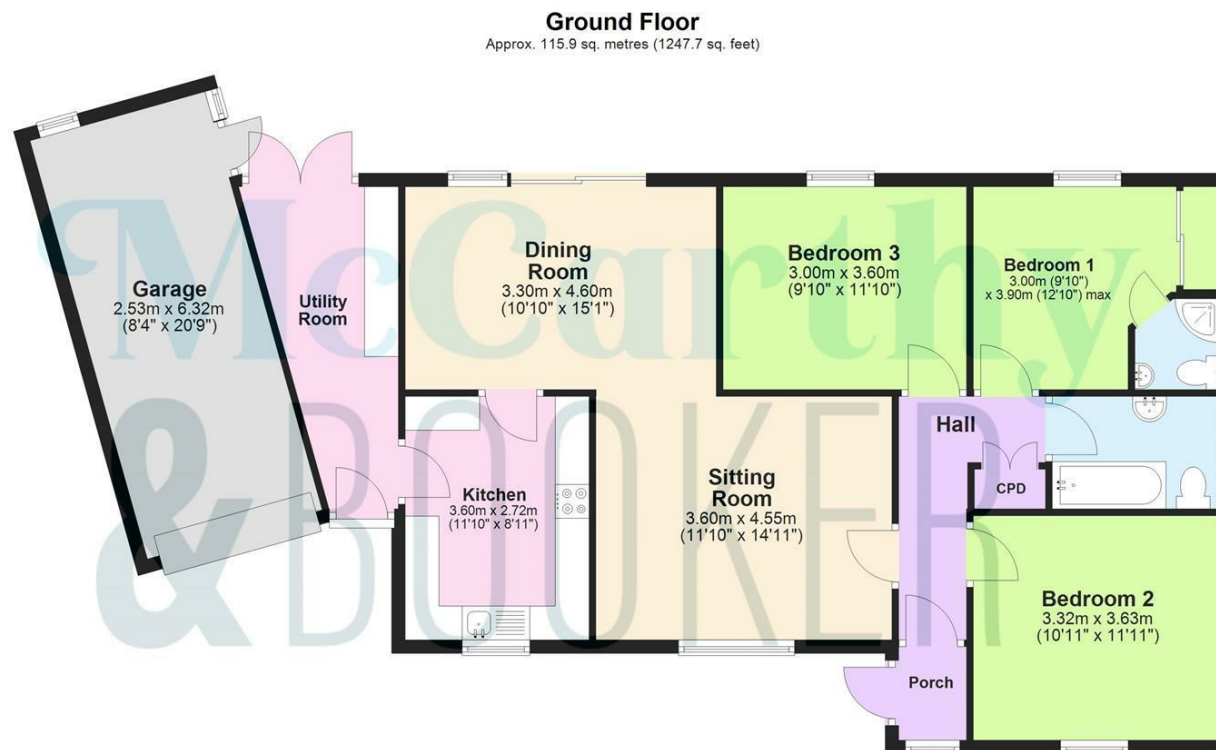 Ground Floor
Approx. 115.9 sq. metres (1247.7 sq. feet)
Garage
2.53m x 6.32m
(8'4" x 20'9")
Utility
Room
Dining
Room
3.30m x 4.60m
(10'10" x 15'1")
Bedroom 3
3.00m x 3.60m
(9'10" x 11'10")
Bedroom 1
3.00m (9'10")
x 3.90m (12'10") max
Kitchen
3.60m x 2.72m
(11'10" x 8'11")
Sitting
Room
3.60m x 4.55m
(11'10" x 14'11")
Hall
CPD
Bedroom 2
3.32m x 3.63m
(10'11" x 11'11")
Porch
McCarthy
&BOOKER